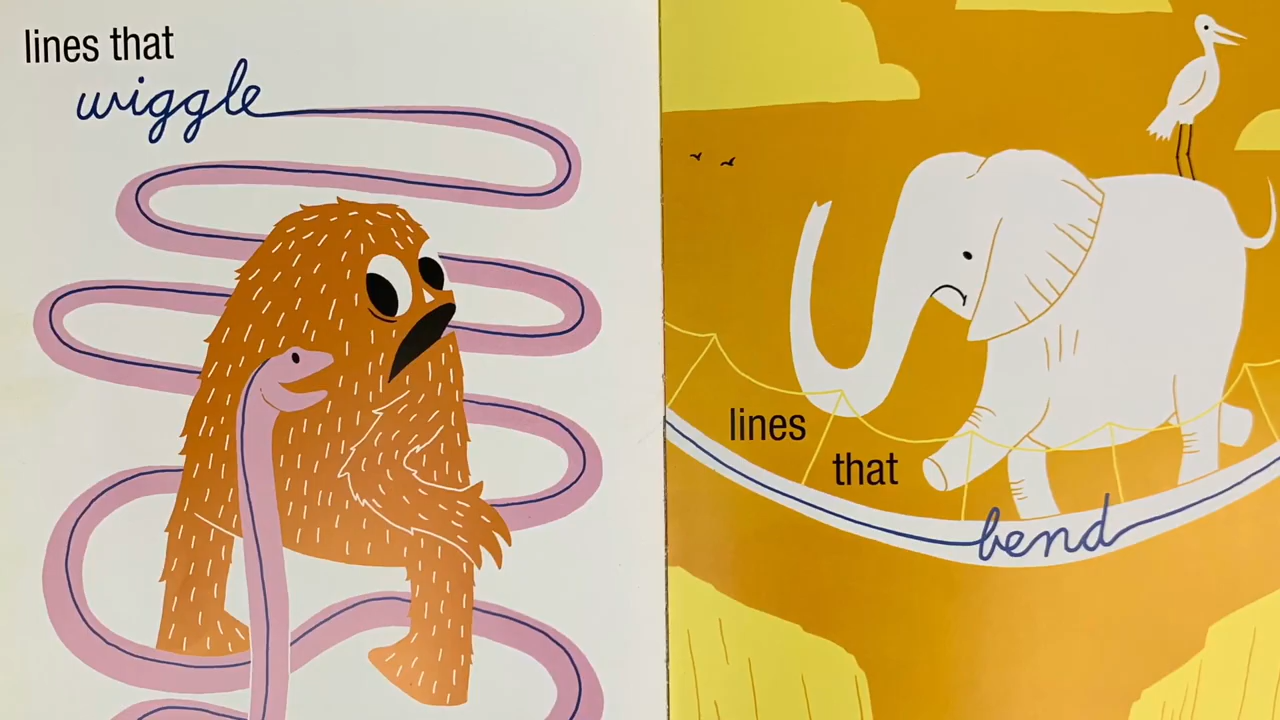 lines that
wiggle
lines
that
bend